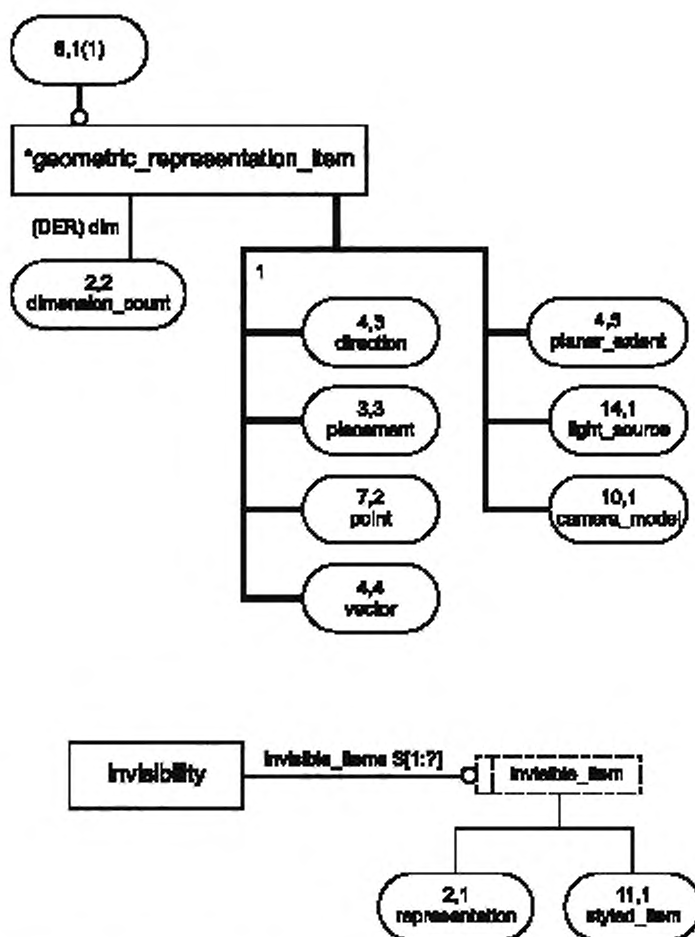 6,1(1)
*geometric_representation_item
(DER) dim
2,2
dimension_count
1
4,3
direction
4,5
planar_extent
3,3
placement
14,1
light_source
7,2
point
10,1
camera_model
4,4
vector
invisibility
invisible_items S[1:?]
invisible_item
2,1
representation
11,1
styled_item